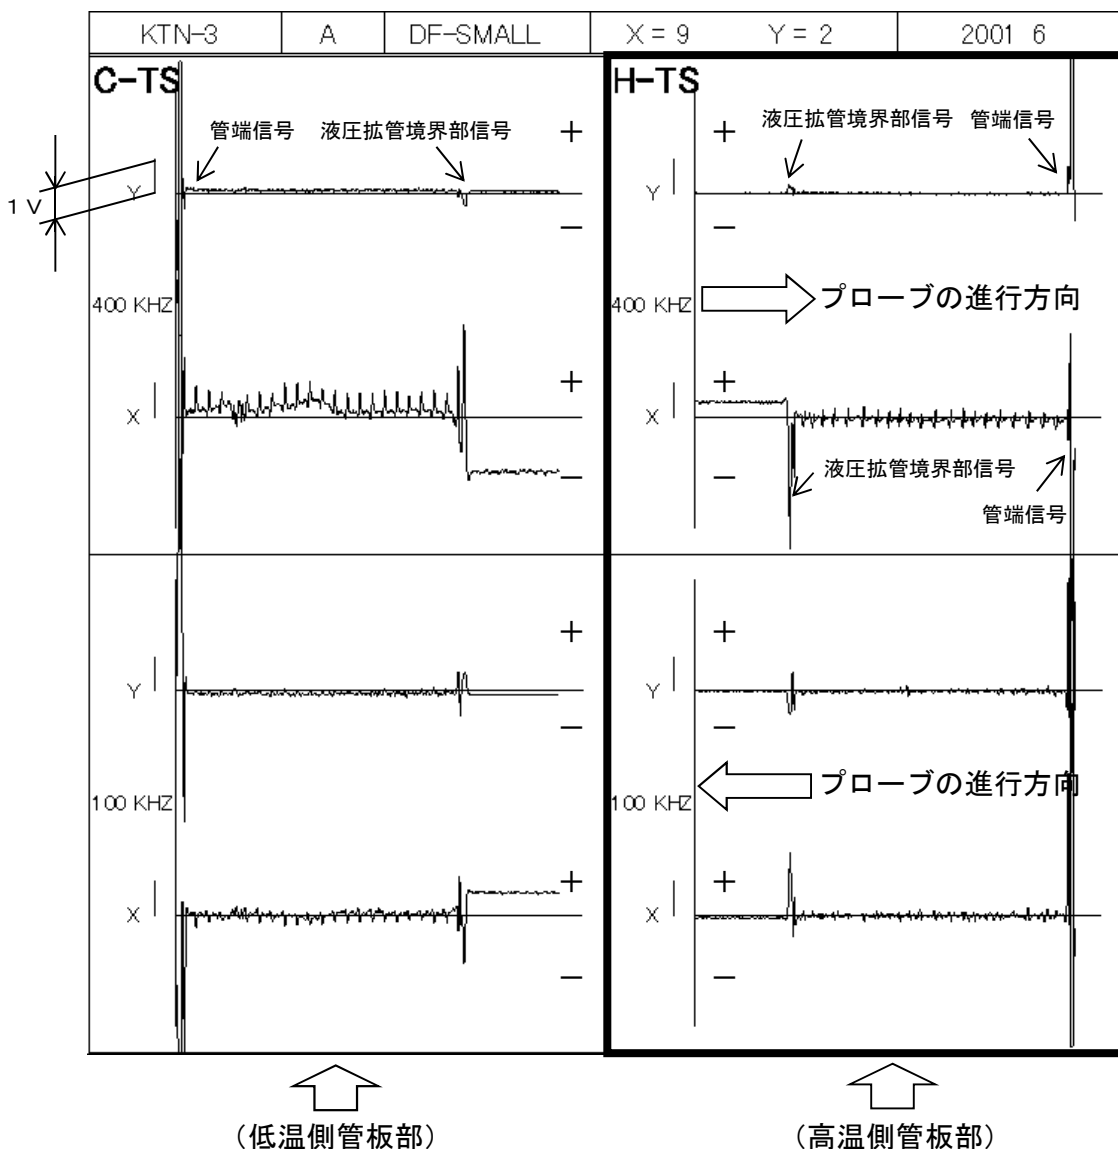 KTN-3 A DF-SMALL X = 9 Y = 2 2001 6
C-TS
管端信号 液圧拡管境界部信号
+
1 V
Y
−
400 KHZ
+
X
−
+
Y
−
100 KHZ
+
X
−
H-TS
液圧拡管境界部信号 管端信号
+
Y
−
400 KHZ プローブの進行方向
+
X
−
液圧拡管境界部信号
管端信号
+
Y
−
100 KHZ プローブの進行方向
+
X
−
(低温側管板部)
(高温側管板部)